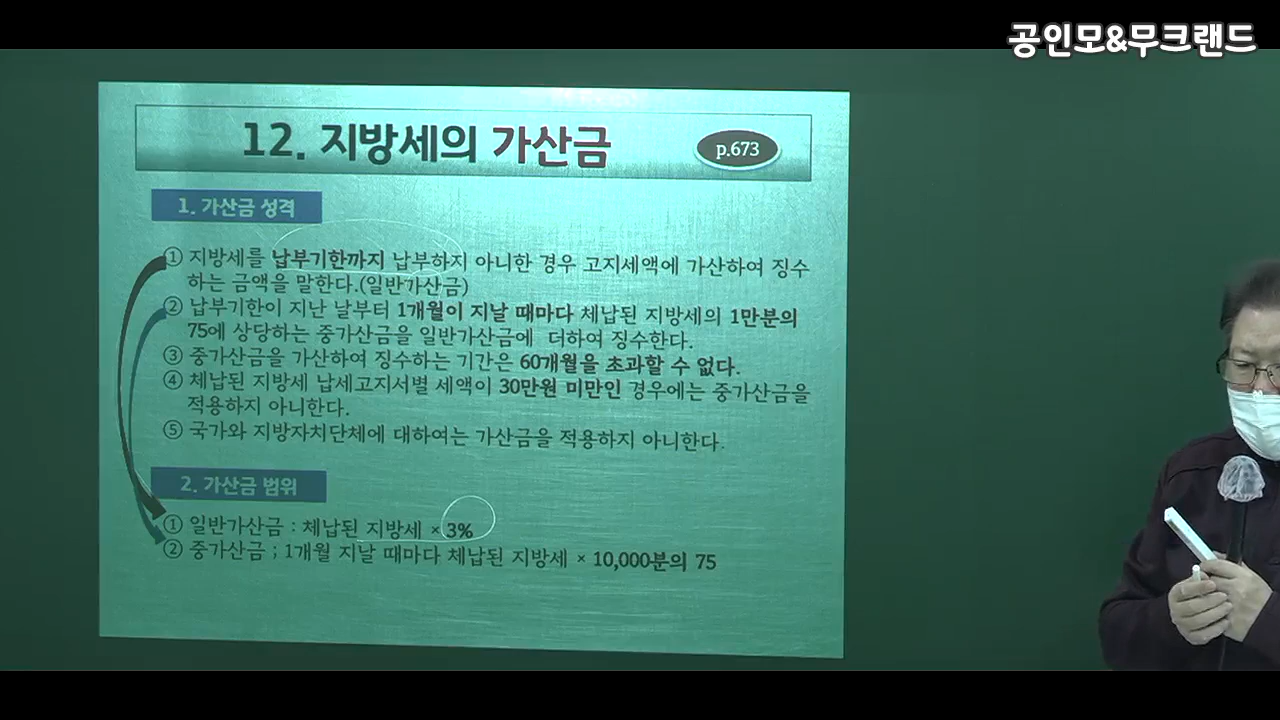 공인모&무크랜드
12. 지방세의 가산금
p.673
1. 가산금 성격
① 지방세를 납부기한까지 납부하지 아니한 경우 고지세액에 가산하여 징수
하는 금액을 말한다.(일반가산금)
② 납부기한이 지난 날부터 1개월이 지날 때마다 체납된 지방세의 1만분의
75에 상당하는 중가산금을 일반가산금에 더하여 징수한다.
③ 중가산금을 가산하여 징수하는 기간은 60개월을 초과할 수 없다.
④ 체납된 지방세 납세고지서별 세액이 30만원 미만인 경우에는 중가산금을
적용하지 아니한다.
⑤ 국가와 지방자치단체에 대하여는 가산금을 적용하지 아니한다.
2. 가산금 범위
① 일반가산금 : 체납된 지방세 × 3%
② 중가산금 ; 1개월 지날 때마다 체납된 지방세 × 10,000분의 75